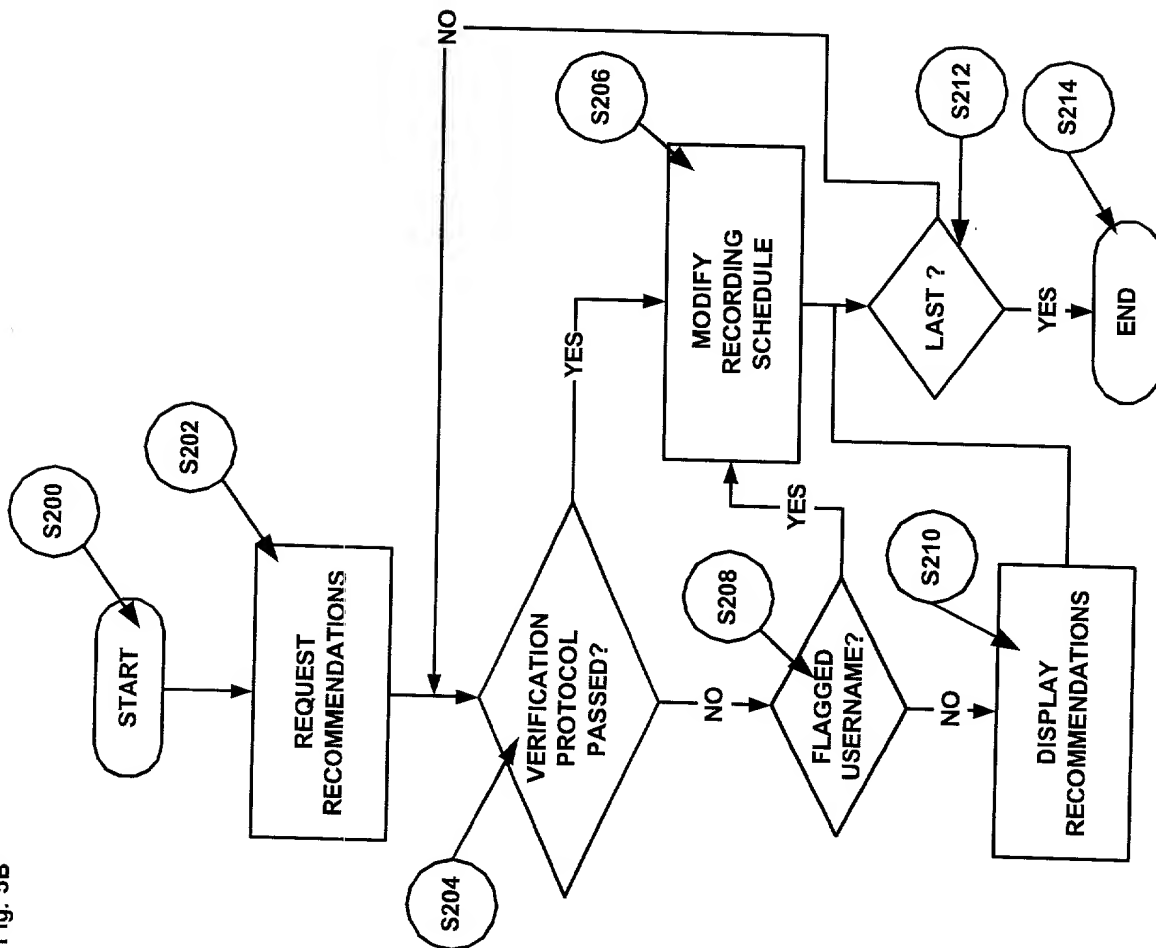 Fig. 5B
START
S200
REQUEST
RECOMMENDATIONS
S202
VERIFICATION
PROTOCOL
PASSED?
S204
YES
NO
MODIFY
RECORDING
SCHEDULE
S206
FLAGGED
USERNAME?
S208
YES
NO
DISPLAY
RECOMMENDATIONS
S210
LAST ?
S212
NO
YES
END
S214